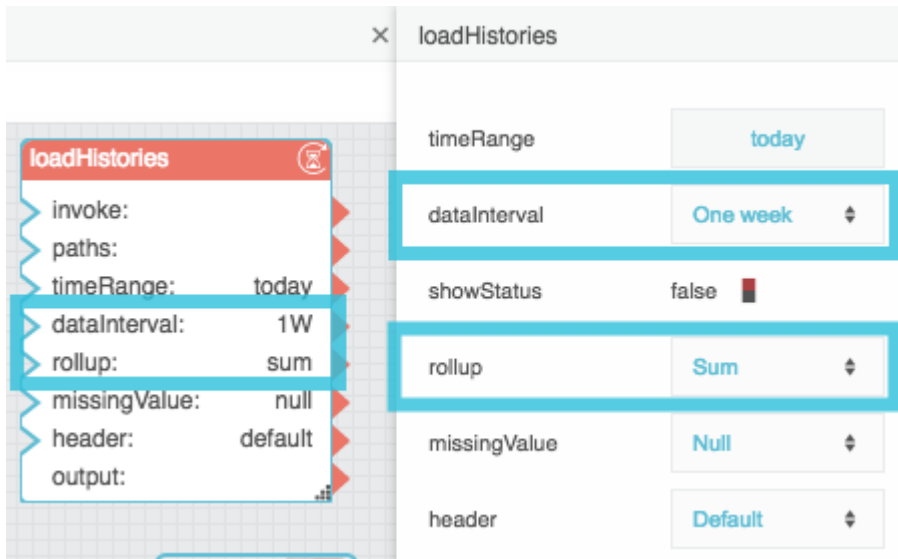 × loadHistories
loadHistories
invoke:
paths:
timeRange: today
dataInterval: 1W
rollup: sum
missingValue: null
header: default
output:
timeRange today
dataInterval One week
showStatus false
rollup Sum
missingValue Null
header Default